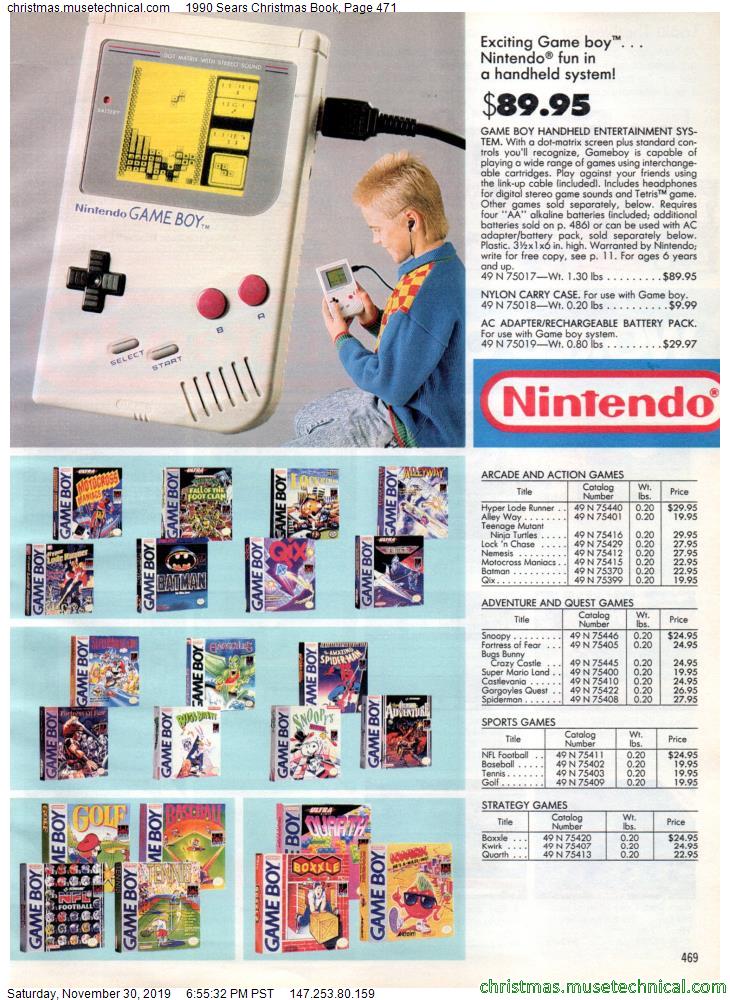 christmas.musetechnical.com 1990 Sears Christmas Book, Page 471
DOT MATRIX WITH STEREO SOUND
BATTERY
Nintendo GAME BOY™
B
A
SELECT
START
Exciting Game boy™. . .
Nintendo® fun in
a handheld system!
$89.95
GAME BOY HANDHELD ENTERTAINMENT SYS-
TEM. With a dot-matrix screen plus standard con-
trols you'll recognize, Gameboy is capable of
playing a wide range of games using interchange-
able cartridges. Play against your friends using
the link-up cable (included). Includes headphones
for digital stereo game sounds and Tetris™ game.
Other games sold separately, below. Requires
four "AA" alkaline batteries (included; additional
batteries sold on p. 486) or can be used with AC
adapter/battery pack, sold separately below.
Plastic. 3½x1x6 in. high. Warranted by Nintendo;
write for free copy, see p. 11. For ages 6 years
and up.
49 N 75017—Wt. 1.30 lbs . . . . . . . . . $89.95
NYLON CARRY CASE. For use with Game boy.
49 N 75018—Wt. 0.20 lbs . . . . . . . . . . $9.99
AC ADAPTER/RECHARGEABLE BATTERY PACK.
For use with Game boy system.
49 N 75019—Wt. 0.80 lbs . . . . . . . . . $29.97
Nintendo®
ARCADE AND ACTION GAMES
Title Catalog Number Wt. lbs. Price
Hyper Lode Runner . . 49 N 75440 0.20 $29.95
Alley Way . . . . . . . . 49 N 75401 0.20 19.95
Teenage Mutant
Ninja Turtles . . . . . 49 N 75416 0.20 29.95
Lock 'n Chase . . . . . 49 N 75429 0.20 27.95
Nemesis . . . . . . . 49 N 75412 0.20 27.95
Motocross Maniacs . . 49 N 75415 0.20 22.95
Batman . . . . . . . . . 49 N 75370 0.20 22.95
Qix . . . . . . . . . . . . 49 N 75399 0.20 19.95
ADVENTURE AND QUEST GAMES
Title Catalog Number Wt. lbs. Price
Snoopy . . . . . . . . . 49 N 75446 0.20 $24.95
Fortress of Fear . . . 49 N 75405 0.20 24.95
Bugs Bunny
Crazy Castle . . . 49 N 75445 0.20 24.95
Super Mario Land . . 49 N 75400 0.20 19.95
Castlevania . . . . . . 49 N 75410 0.20 24.95
Gargoyles Quest . . 49 N 75422 0.20 26.95
Spiderman . . . . . . . 49 N 75408 0.20 27.95
SPORTS GAMES
Title Catalog Number Wt. lbs. Price
NFL Football . . 49 N 75411 0.20 $24.95
Baseball . . . . . 49 N 75402 0.20 19.95
Tennis . . . . . . . 49 N 75403 0.20 19.95
Golf . . . . . . . . . 49 N 75409 0.20 19.95
STRATEGY GAMES
Title Catalog Number Wt. lbs. Price
Boxxle . . . 49 N 75420 0.20 $24.95
Kwirk . . . . 49 N 75407 0.20 24.95
Quarth . . . . 49 N 75413 0.20 22.95
GAME BOY ULTRA MOTOCROSS MANIACS
GAME BOY FALL OF THE FOOT CLAN
GAME BOY
GAME BOY ALLEYWAY
GAME BOY Lode Runner
GAME BOY BATMAN
GAME BOY QIX
GAME BOY
GAME BOY SUPER MARIO LAND
GAME BOY GARGOYLE'S
GAME BOY THE AMAZING SPIDER-MAN
GAME BOY Fortress of Fear
GAME BOY BUGS BUNNY
GAME BOY SNOOPY'S
GAME BOY ADVENTURE
GOLF
BASEBALL
GAME BOY NFL FOOTBALL
GAME BOY TENNIS
ULTRA QUARTH
GAME BOY BOXXLE
GAME BOY
469
Saturday, November 30, 2019 6:55:32 PM PST 147.253.80.159
christmas.musetechnical.com